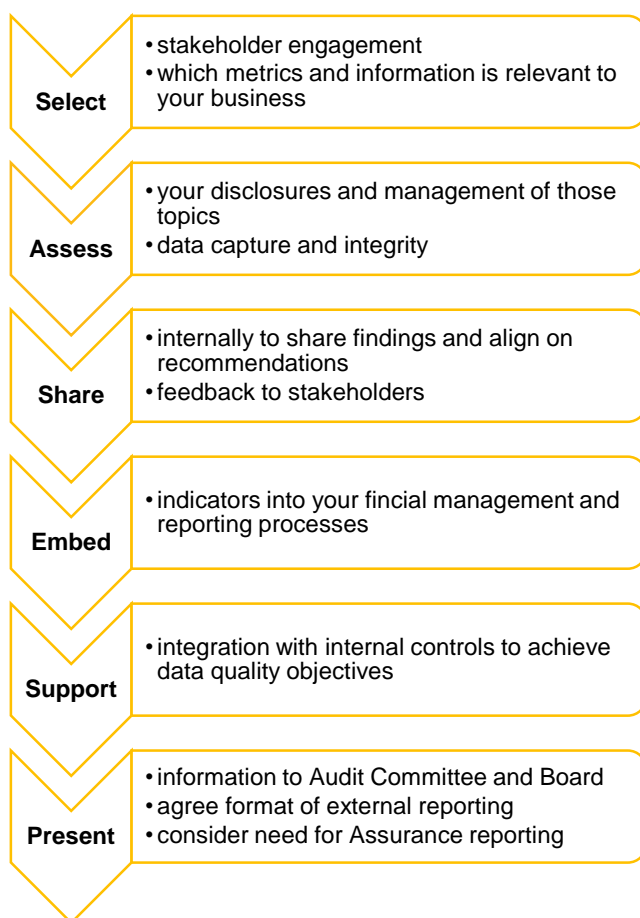 Select
• stakeholder engagement
• which metrics and information is relevant to
your business
Assess
• your disclosures and management of those
topics
• data capture and integrity
Share
• internally to share findings and align on
recommendations
• feedback to stakeholders
Embed
• indicators into your fincial management and
reporting processes
Support
• integration with internal controls to achieve
data quality objectives
Present
• information to Audit Committee and Board
• agree format of external reporting
• consider need for Assurance reporting